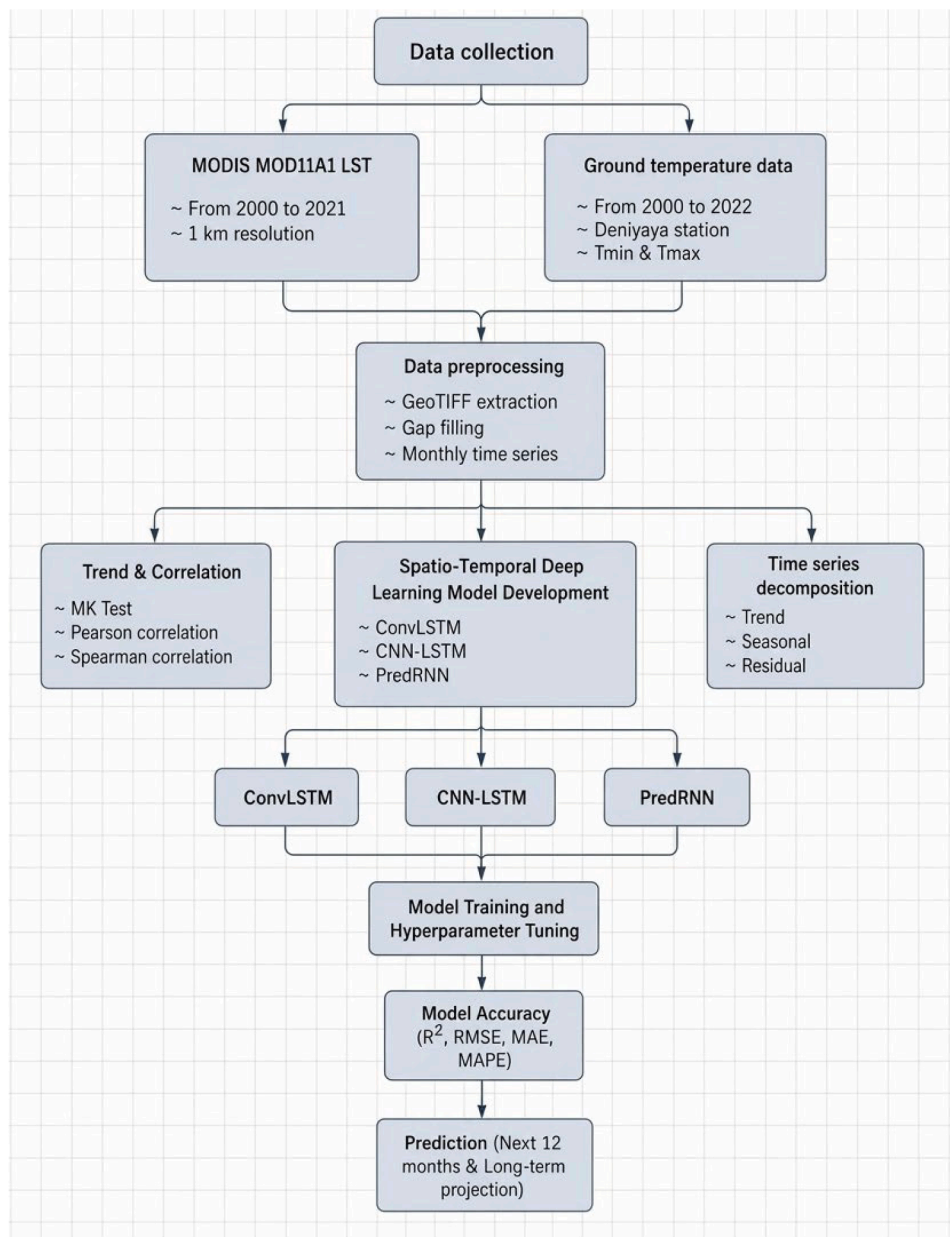 Data collection
MODIS MOD11A1 LST
~ From 2000 to 2021
~ 1 km resolution
Ground temperature data
~ From 2000 to 2022
~ Deniyaya station
~ Tmin & Tmax
Data preprocessing
~ GeoTIFF extraction
~ Gap filling
~ Monthly time series
Trend & Correlation
~ MK Test
~ Pearson correlation
~ Spearman correlation
Spatio-Temporal Deep
Learning Model Development
~ ConvLSTM
~ CNN-LSTM
~ PredRNN
Time series
decomposition
~ Trend
~ Seasonal
~ Residual
ConvLSTM
CNN-LSTM
PredRNN
Model Training and
Hyperparameter Tuning
Model Accuracy
(R², RMSE, MAE,
MAPE)
Prediction (Next 12
months & Long-term
projection)